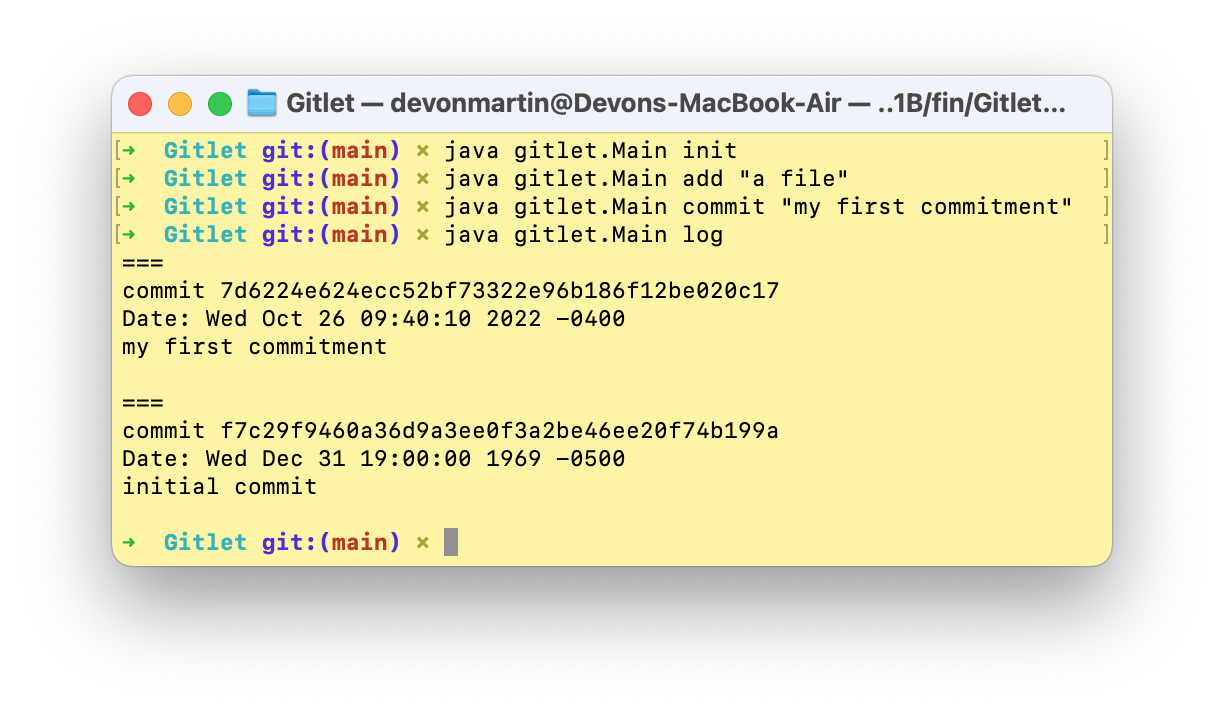 Gitlet — devonmartin@Devons-MacBook-Air — ..1B/fin/Gitlet...
[➜  Gitlet git:(main) × java gitlet.Main init ]
[➜  Gitlet git:(main) × java gitlet.Main add "a file" ]
[➜  Gitlet git:(main) × java gitlet.Main commit "my first commitment" ]
[➜  Gitlet git:(main) × java gitlet.Main log ]
===
commit 7d6224e624ecc52bf73322e96b186f12be020c17
Date: Wed Oct 26 09:40:10 2022 -0400
my first commitment
===
commit f7c29f9460a36d9a3ee0f3a2be46ee20f74b199a
Date: Wed Dec 31 19:00:00 1969 -0500
initial commit
➜  Gitlet git:(main) ×